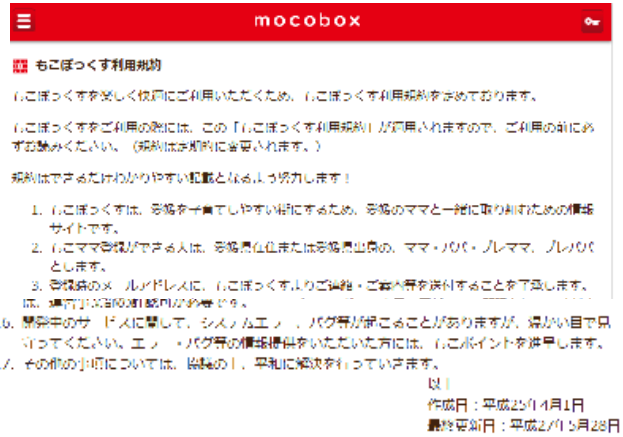 mocobox
もこぼっくす利用規約
もこぼっくすを楽しく快適にご利用いただくため、もこぼっくす利用規約を定めております。
もこぼっくすをご利用の際には、この「もこぼっくす利用規約」が適用されますので、ご利用の前に必
ずお読みください。（規約は定期的に変更されます。）
規約はできるだけわかりやすい記載となるよう努力します！
1. もこぼっくすは、愛媛を子育てしやすい街にするため、愛媛のママと一緒に取り組むための情報
サイトです。
2. もこママ登録ができる人は、愛媛県在住または愛媛県出身の、ママ・パパ・プレママ、プレパパ
とします。
3. 登録時のメールアドレスに、もこぼっくすよりご連絡・ご案内等を送付することを了承します。
は、運営事務局の許可が必要です。
6. 開発中のサービスに関して、システムエラー、バグ等が起こることがありますが、温かい目で見
守ってください。エラー・バグ等の情報提供をいただいた方には、もこポイントを進呈します。
7. その他の事項については、協議の上、平和に解決を行っていきます。
以上
作成日：平成25年4月1日
最終更新日：平成27年5月28日